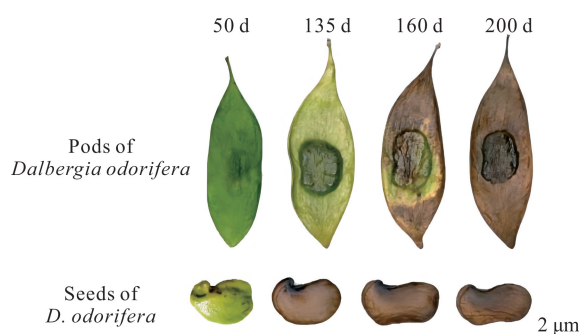 50 d 135 d 160 d 200 d
Pods of
Dalbergia odorifera
Seeds of
D. odorifera
2 μm